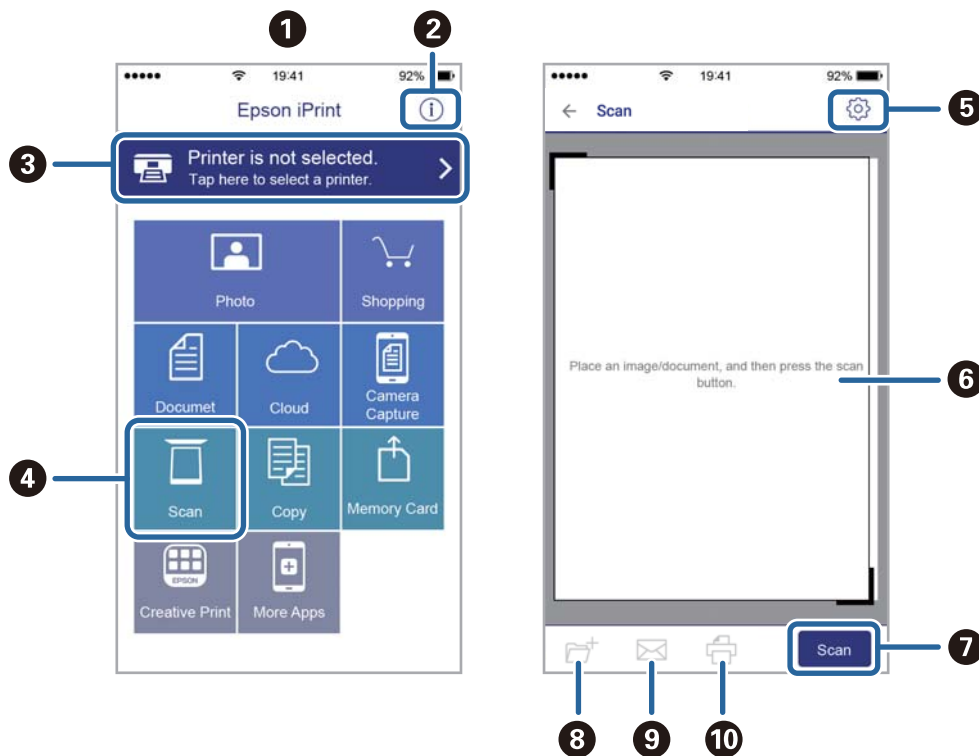 1
2
19:41
92%
Epson iPrint
i
3
Printer is not selected.
Tap here to select a printer.
Photo
Shopping
Documet
Cloud
Camera
Capture
4
Scan
Copy
Memory Card
EPSON
Creative Print
More Apps
19:41
92%
Scan
5
Place an image/document, and then press the scan
button.
6
Scan
7
8
9
10